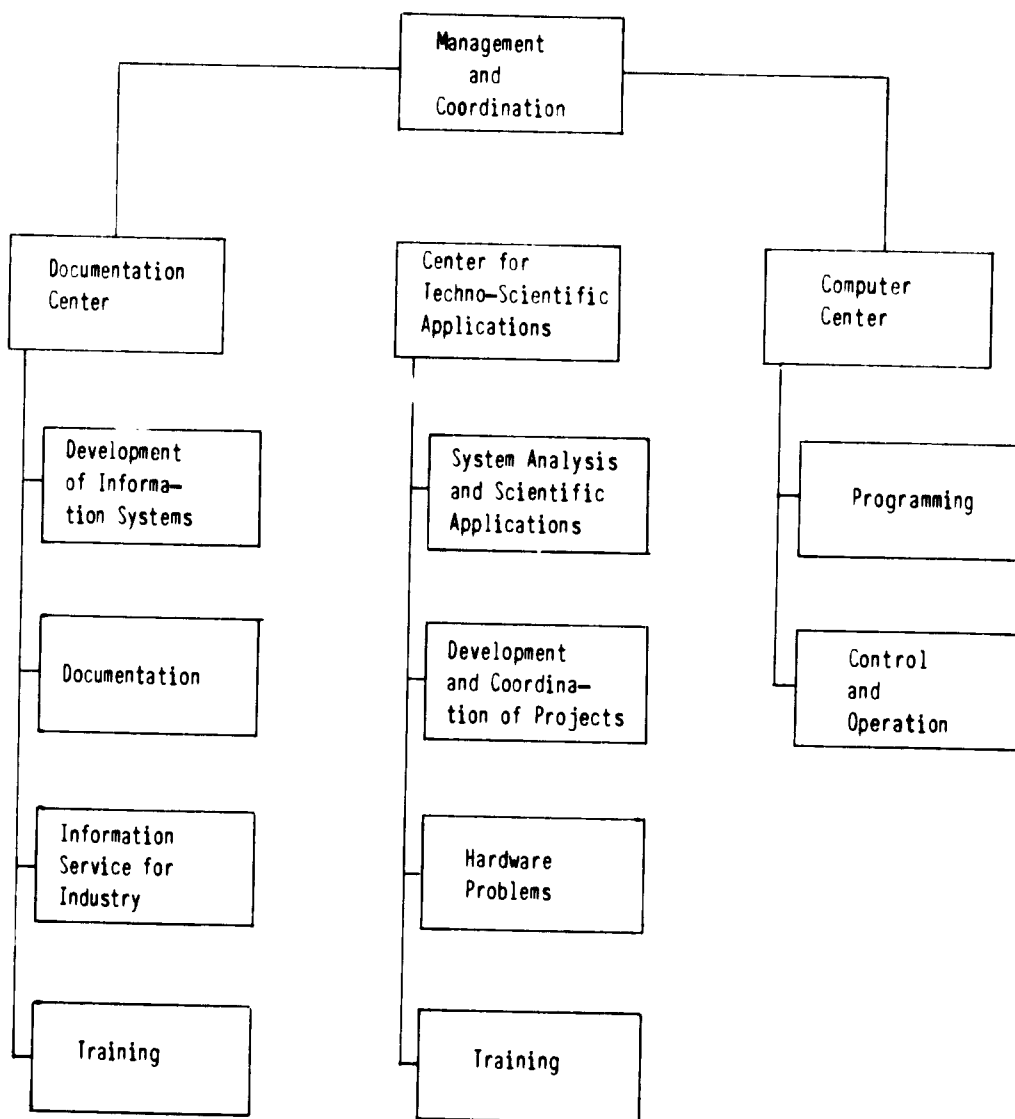 Management
and
Coordination
Documentation
Center
Development
of Informa—
tion Systems
Documentation
Information
Service for
Industry
Training
Center for
Techno—Scientific
Applications
System Analysis
and Scientific
Applications
Development
and Coordina—
tion of Projects
Hardware
Problems
Training
Computer
Center
Programming
Control
and
Operation